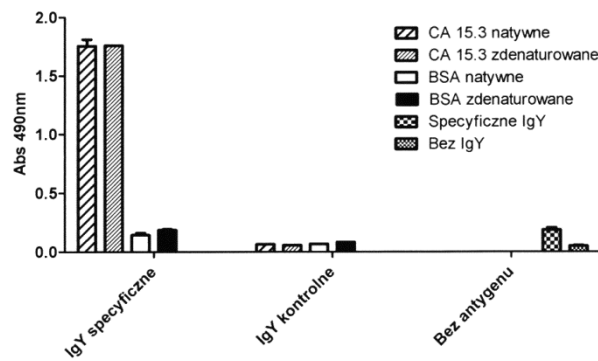 2.0
1.5
1.0
0.5
0.0
Abs 490nm
CA 15.3 natywne
CA 15.3 zdenaturowane
BSA natywne
BSA zdenaturowane
Specyficzne IgY
Bez IgY
IgY specyficzne
IgY kontrolne
Bez antygenu